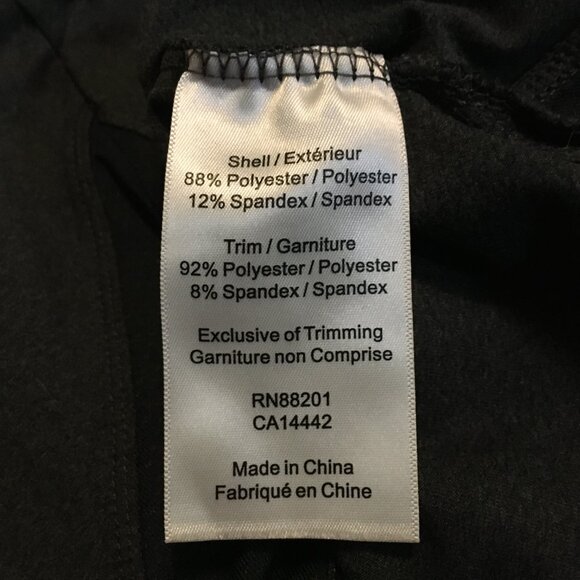 Shell / Extérieur
88% Polyester / Polyester
12% Spandex / Spandex
Trim / Garniture
92% Polyester / Polyester
8% Spandex / Spandex
Exclusive of Trimming
Garniture non Comprise
RN88201
CA14442
Made in China
Fabriqué en Chine